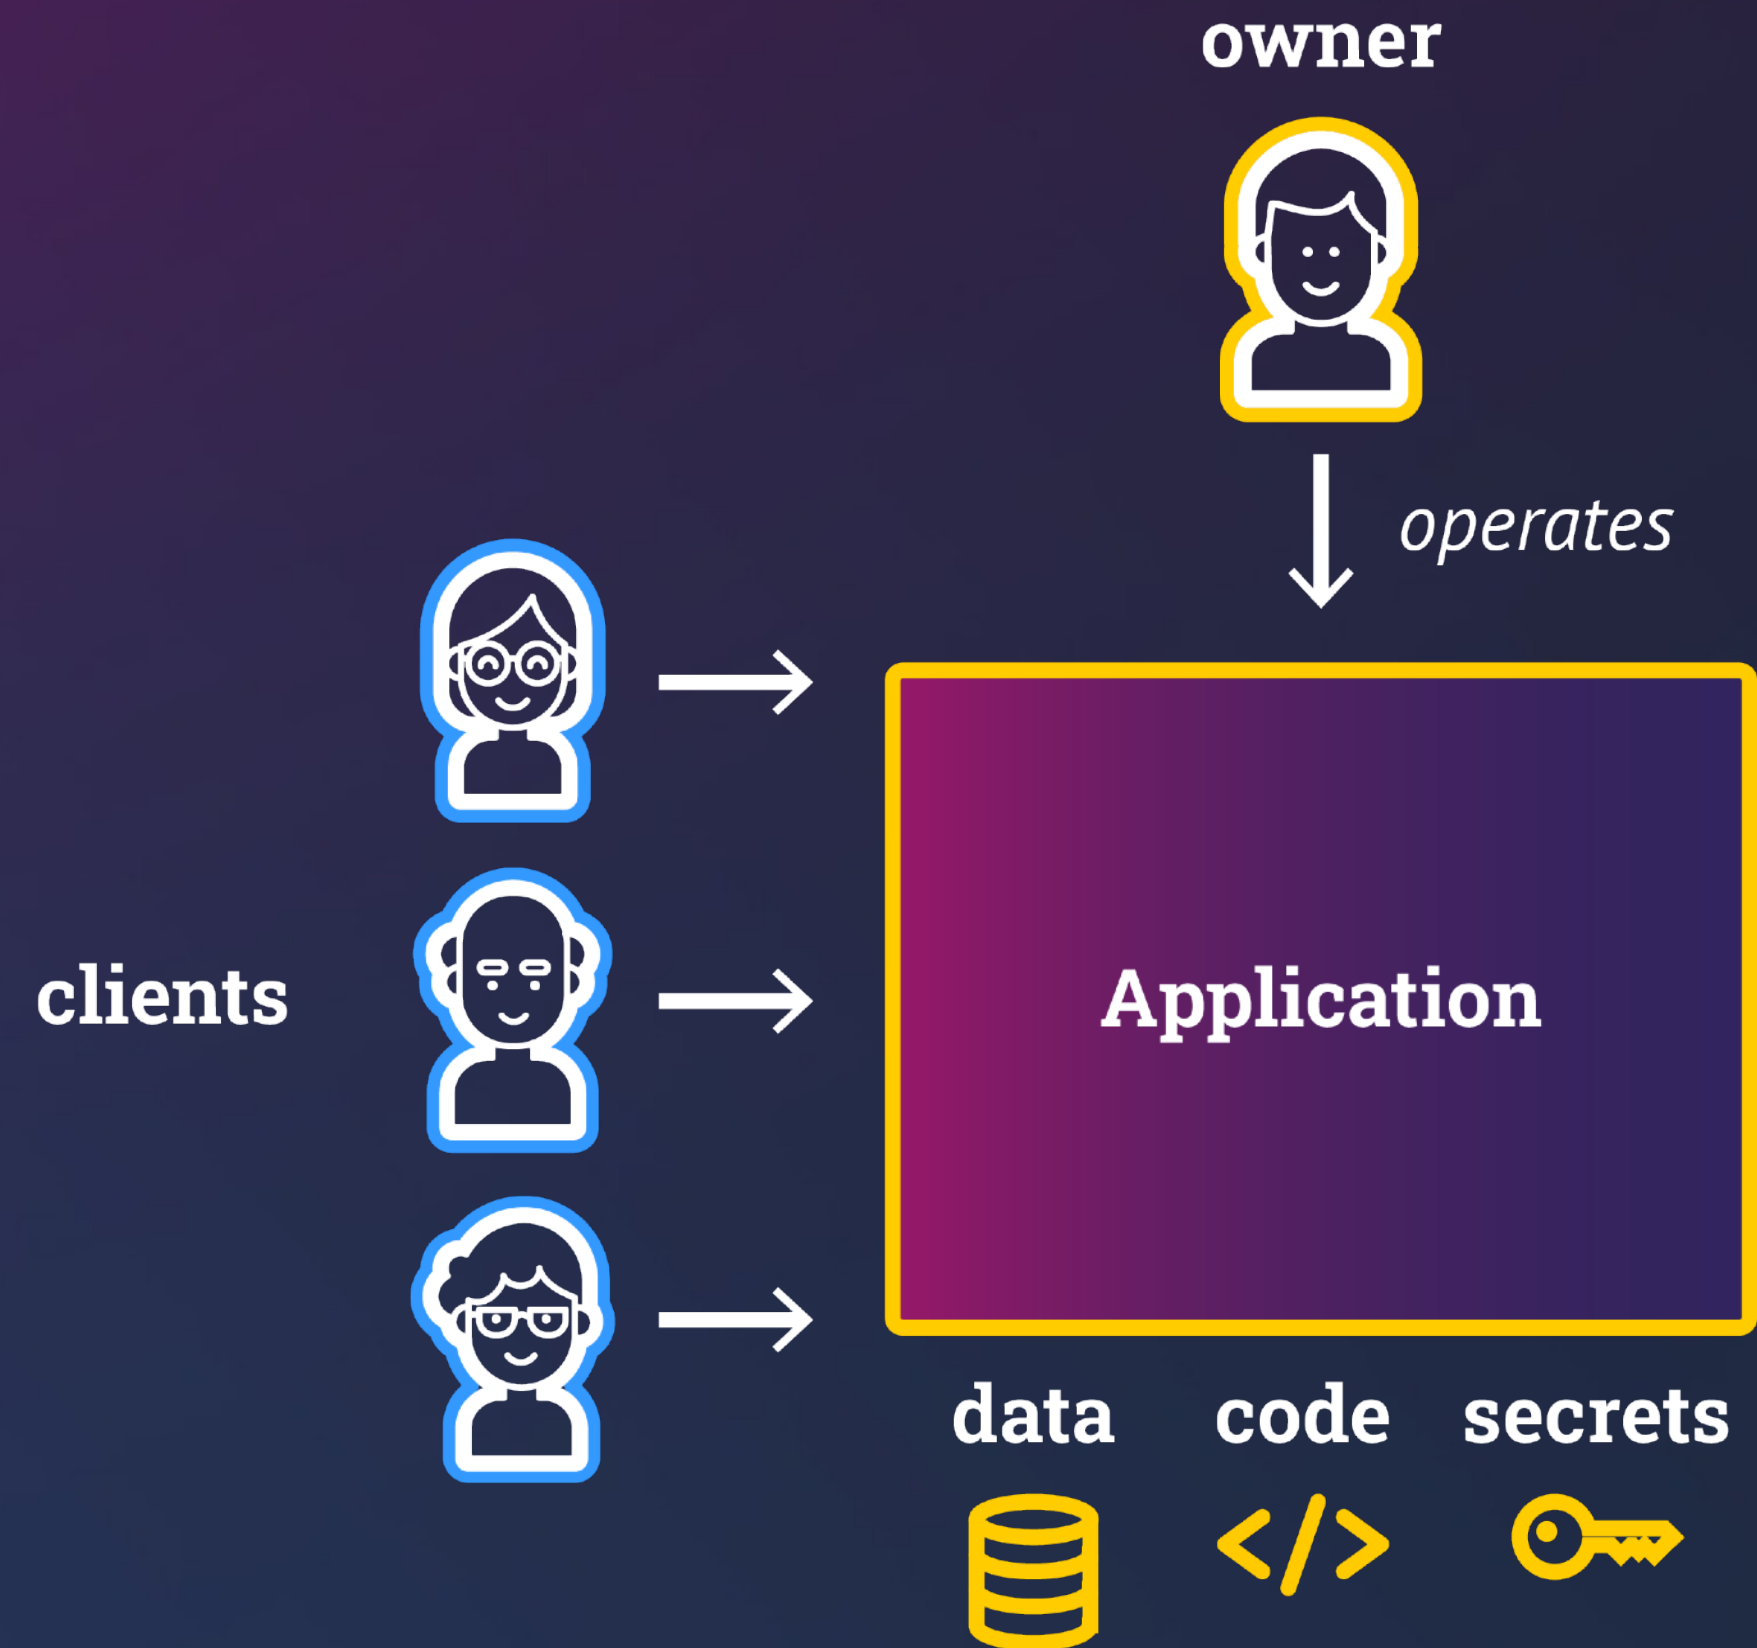 owner
operates
clients
Application
data code secrets